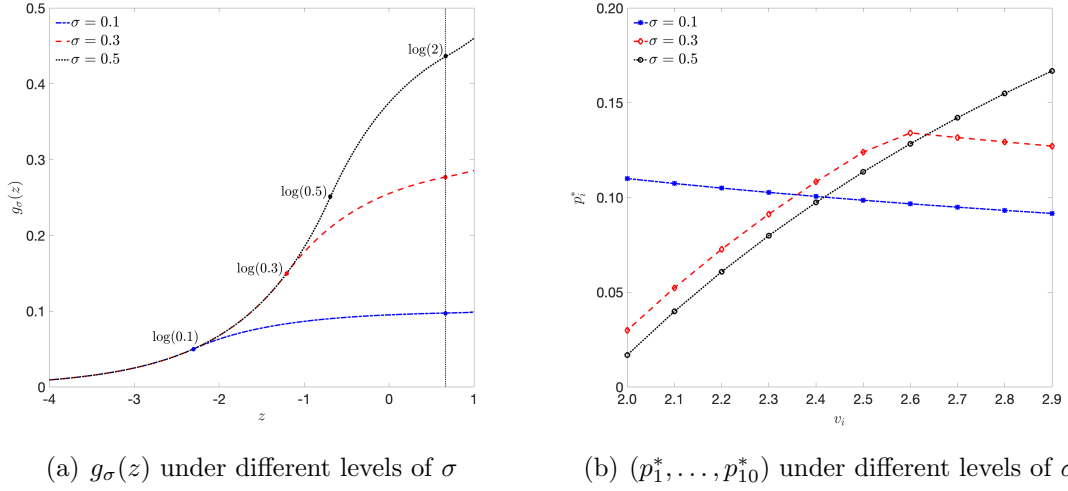 0.5
0.4
0.3
0.2
0.1
0
g_σ(z)
-4
-3
-2
-1
0
1
z
σ = 0.1
σ = 0.3
σ = 0.5
log(2)
log(0.5)
log(0.3)
log(0.1)
(a) g_σ(z) under different levels of σ
0.20
0.15
0.10
0.05
0
p_i^*
2.0
2.1
2.2
2.3
2.4
2.5
2.6
2.7
2.8
2.9
v_i
σ = 0.1
σ = 0.3
σ = 0.5
(b) (p_1^*, . . . , p_{10}^*) under different levels of